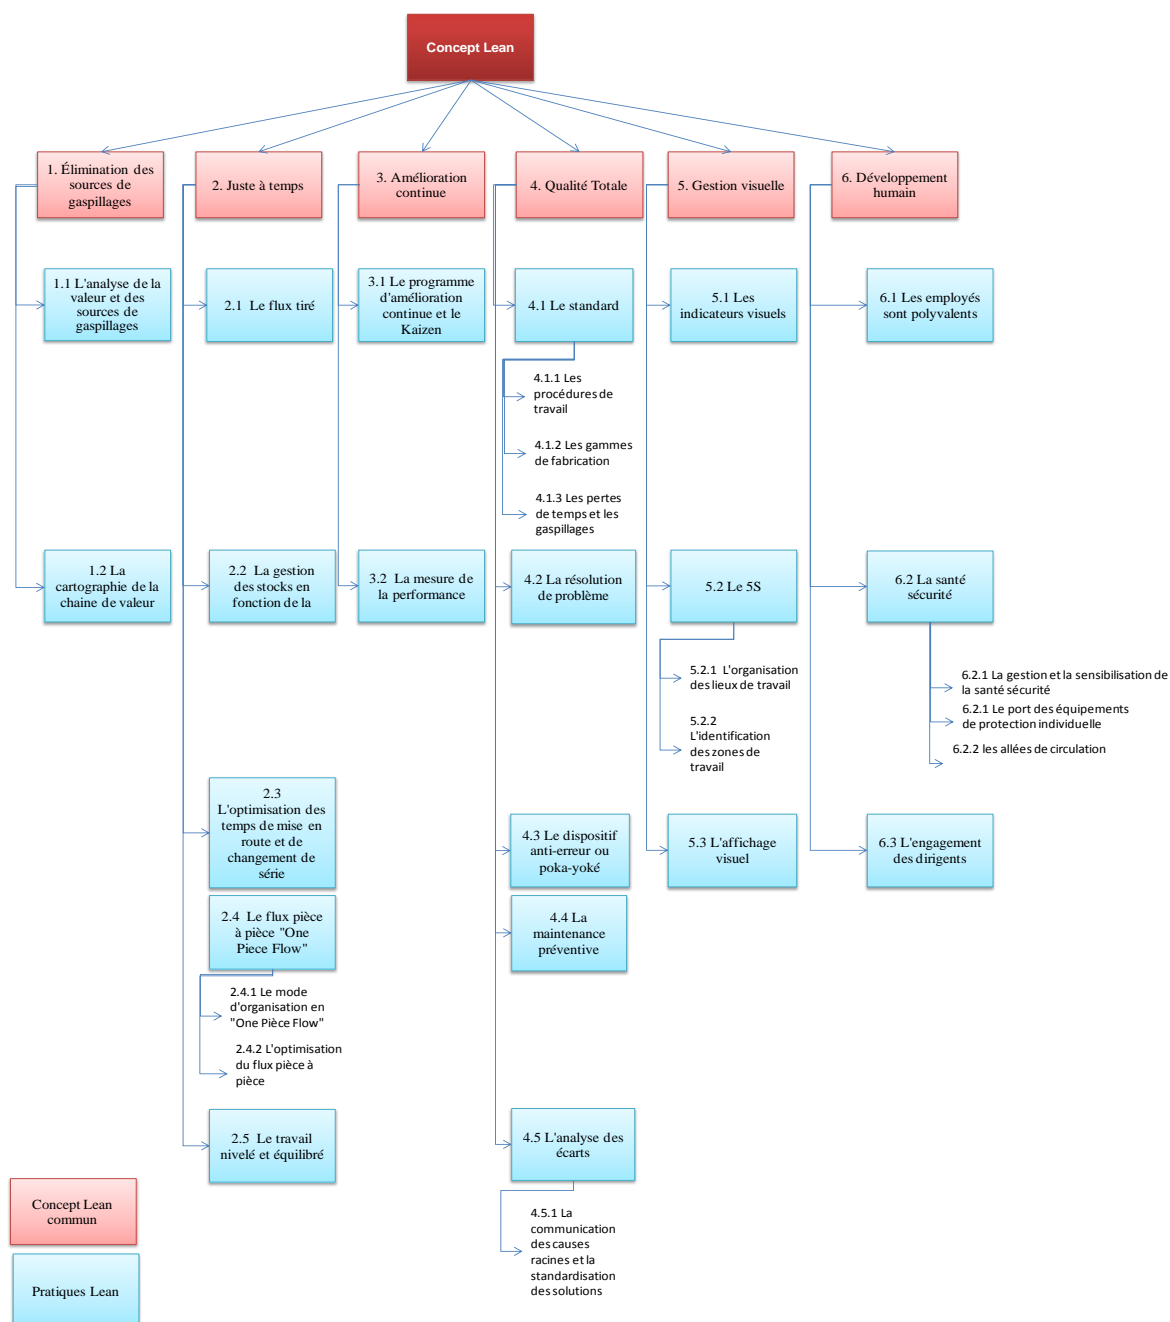 Concept Lean
1. Élimination des
sources de
gaspillages
2. Juste à temps
3. Amélioration
continue
4. Qualité Totale
5. Gestion visuelle
6. Développement
humain
1.1 L'analyse de la
valeur et des
sources de
gaspillages
2.1 Le flux tiré
3.1 Le programme
d'amélioration
continue et le
Kaizen
4.1 Le standard
5.1 Les
indicateurs visuels
6.1 Les employés
sont polyvalents
4.1.1 Les
procédures de
travail
4.1.2 Les gammes
de fabrication
4.1.3 Les pertes
de temps et les
gaspillages
1.2 La
cartographie de la
chaine de valeur
2.2 La gestion
des stocks en
fonction de la
3.2 La mesure de
la performance
4.2 La résolution
de problème
5.2 Le 5S
6.2 La santé
sécurité
5.2.1 L'organisation
des lieux de travail
5.2.2
L'identification
des zones de
travail
6.2.1 La gestion et la sensibilisation de
la santé sécurité
6.2.1 Le port des équipements
de protection individuelle
6.2.2 les allées de circulation
2.3
L'optimisation des
temps de mise en
route et de
changement de
série
4.3 Le dispositif
anti-erreur ou
poka-yoké
5.3 L'affichage
visuel
6.3 L'engagement
des dirigents
2.4 Le flux pièce
à pièce "One
Piece Flow"
4.4 La
maintenance
préventive
2.4.1 Le mode
d'organisation en
"One Pièce Flow"
2.4.2 L'optimisation
du flux pièce à
pièce
2.5 Le travail
nivelé et équilibré
4.5 L'analyse des
écarts
4.5.1 La
communication
des causes
racines et la
standardisation
des solutions
Concept Lean
commun
Pratiques Lean